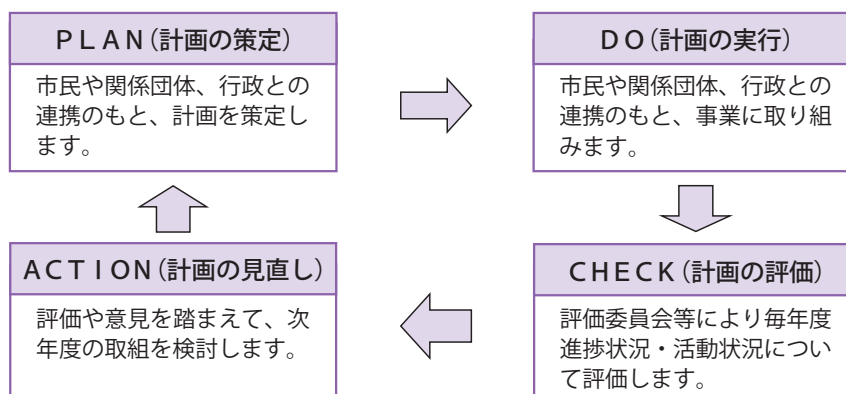 ＰＬＡＮ（計画の策定）
市民や関係団体、行政との
連携のもと、計画を策定し
ます。
ＤＯ（計画の実行）
市民や関係団体、行政との
連携のもと、事業に取り組
みます。
ＣＨＥＣＫ（計画の評価）
評価委員会等により毎年度
進捗状況・活動状況につい
て評価します。
ＡＣＴＩＯＮ（計画の見直し）
評価や意見を踏まえて、次
年度の取組を検討します。